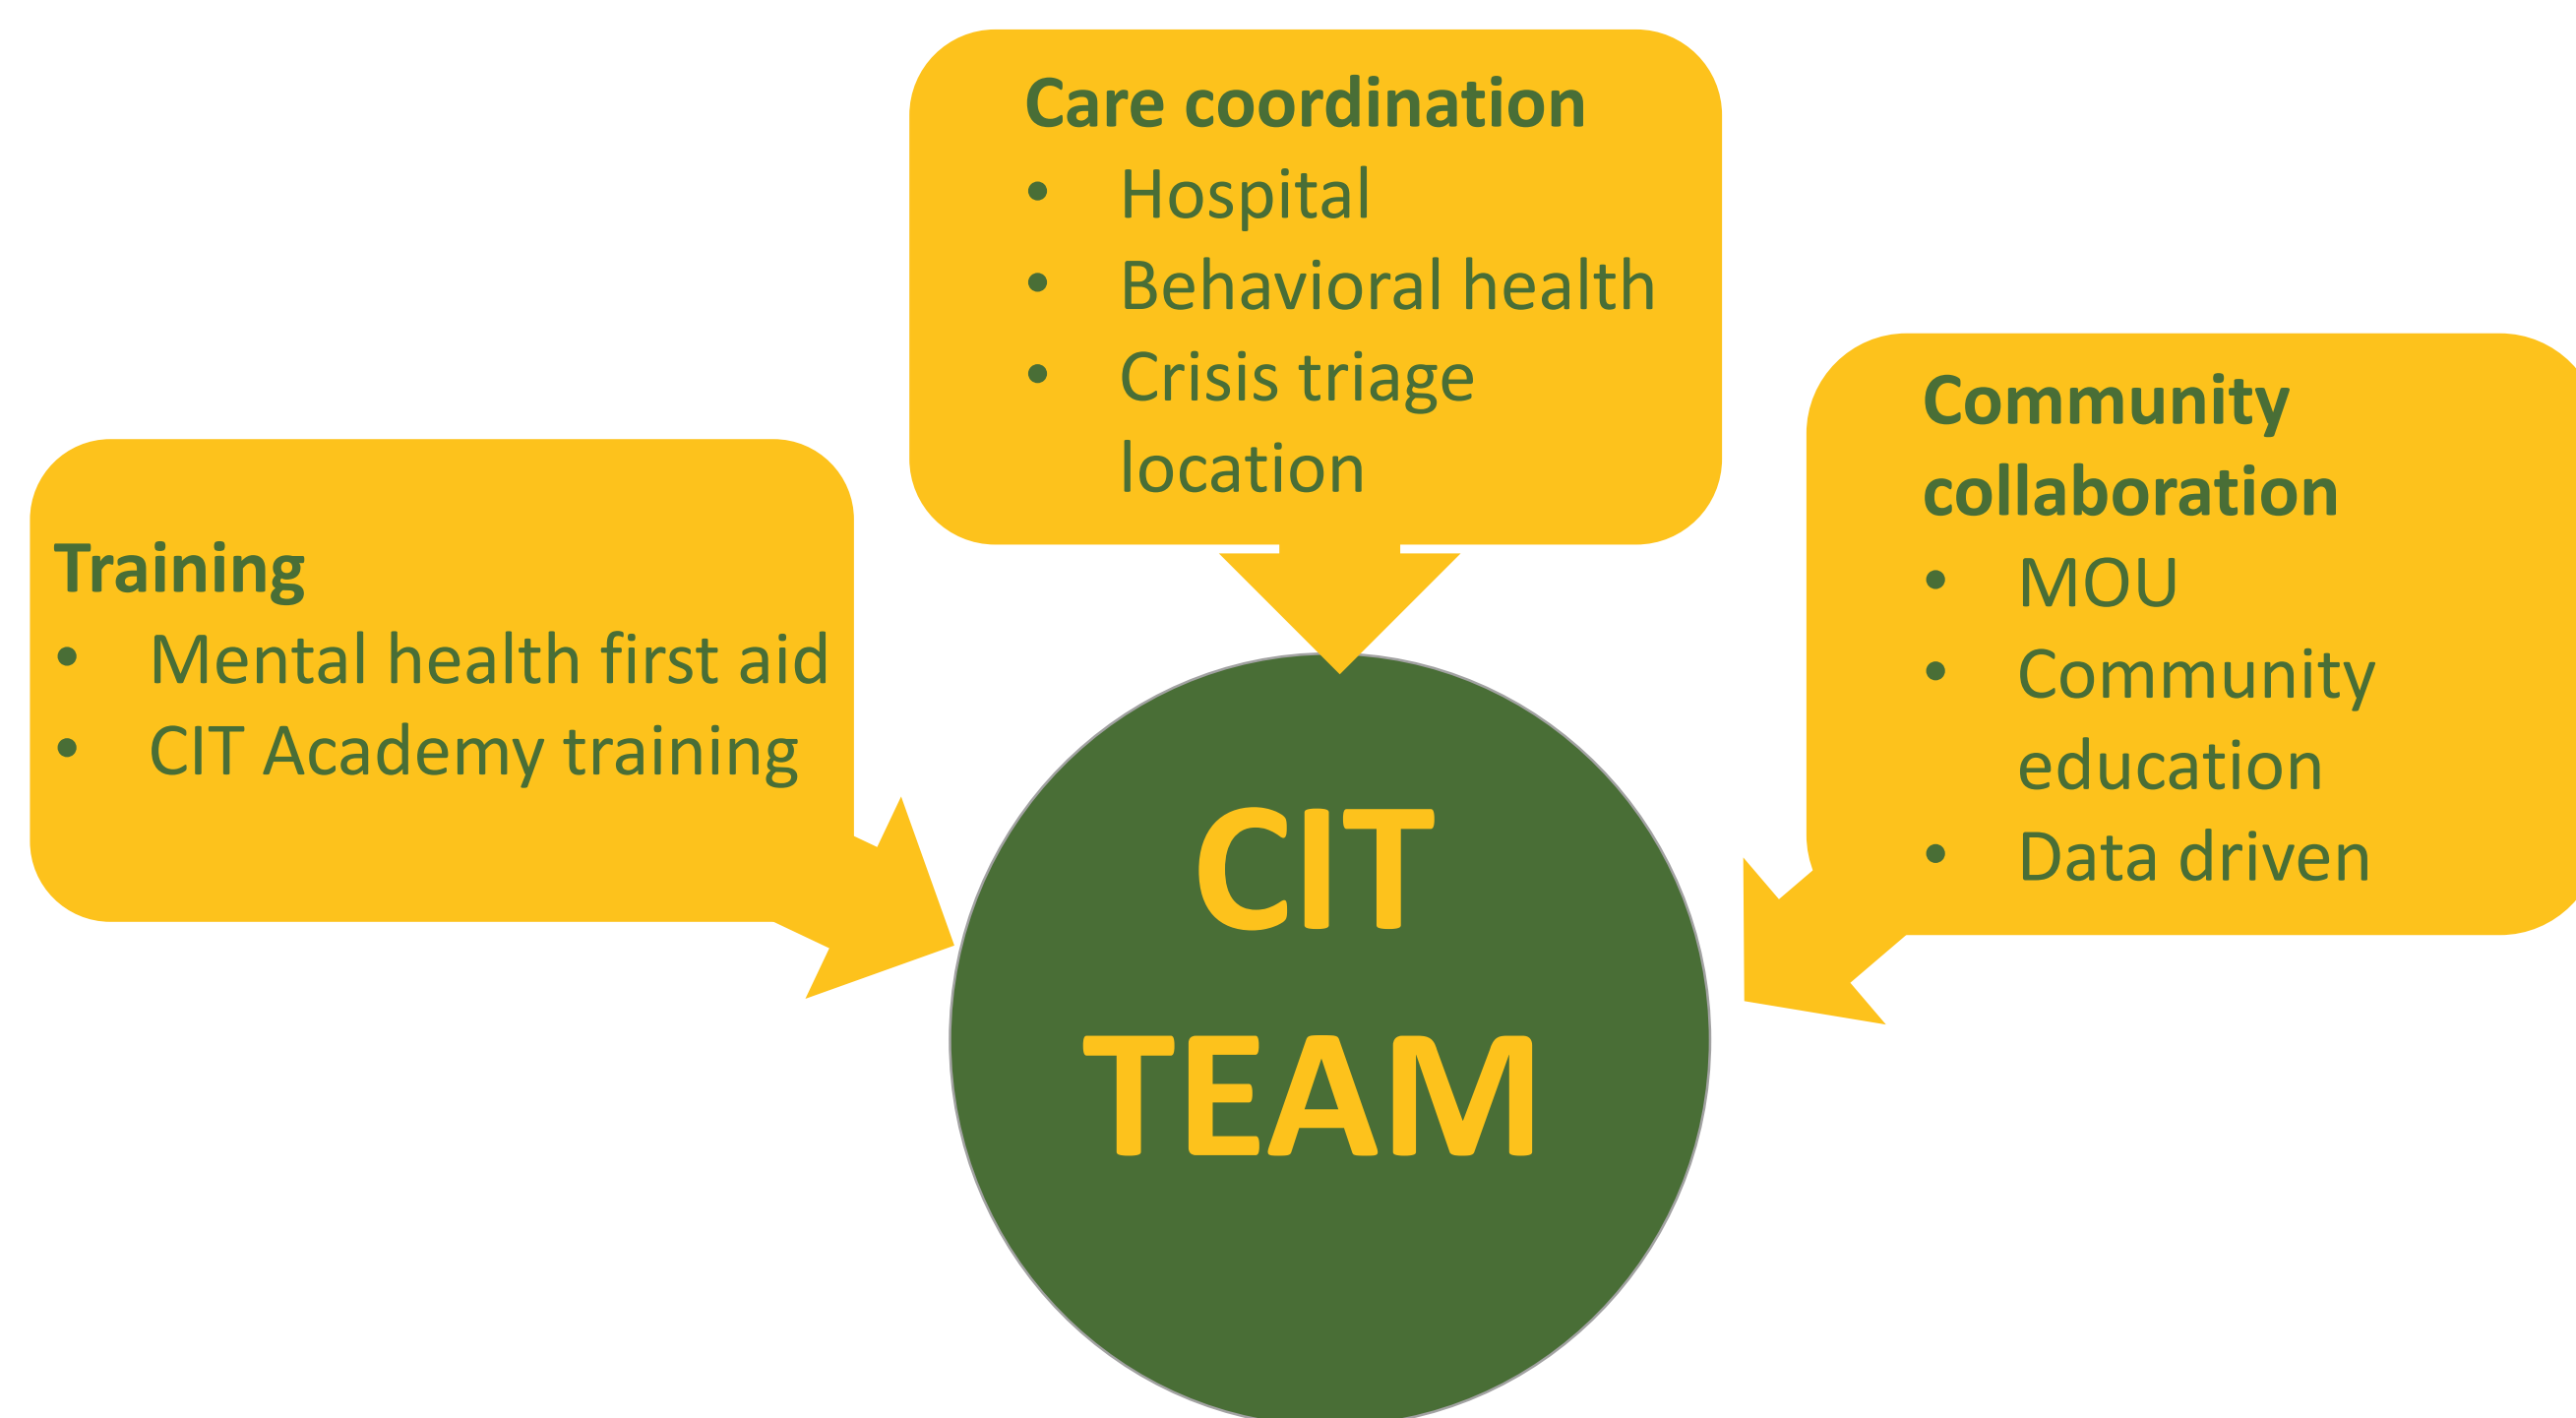 Care coordination
• Hospital
• Behavioral health
• Crisis triage
location
Training
• Mental health first aid
• CIT Academy training
Community
collaboration
• MOU
• Community
education
• Data driven
CIT
TEAM